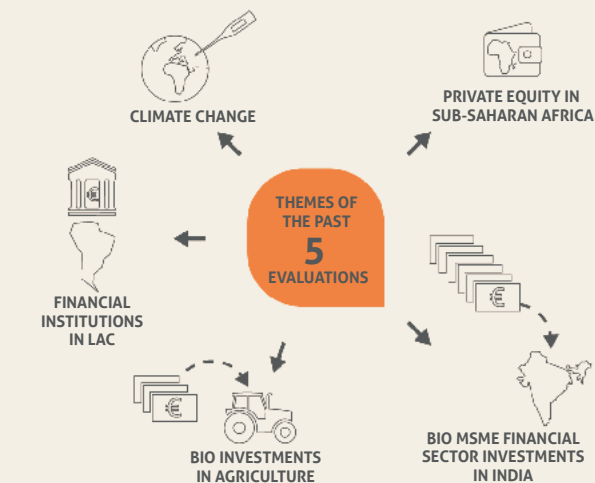 CLIMATE CHANGE
PRIVATE EQUITY IN
SUB-SAHARAN AFRICA
THEMES OF
THE PAST
5
EVALUATIONS
€
FINANCIAL
INSTITUTIONS
IN LAC
€
€
BIO INVESTMENTS
IN AGRICULTURE
BIO MSME FINANCIAL
SECTOR INVESTMENTS
IN INDIA